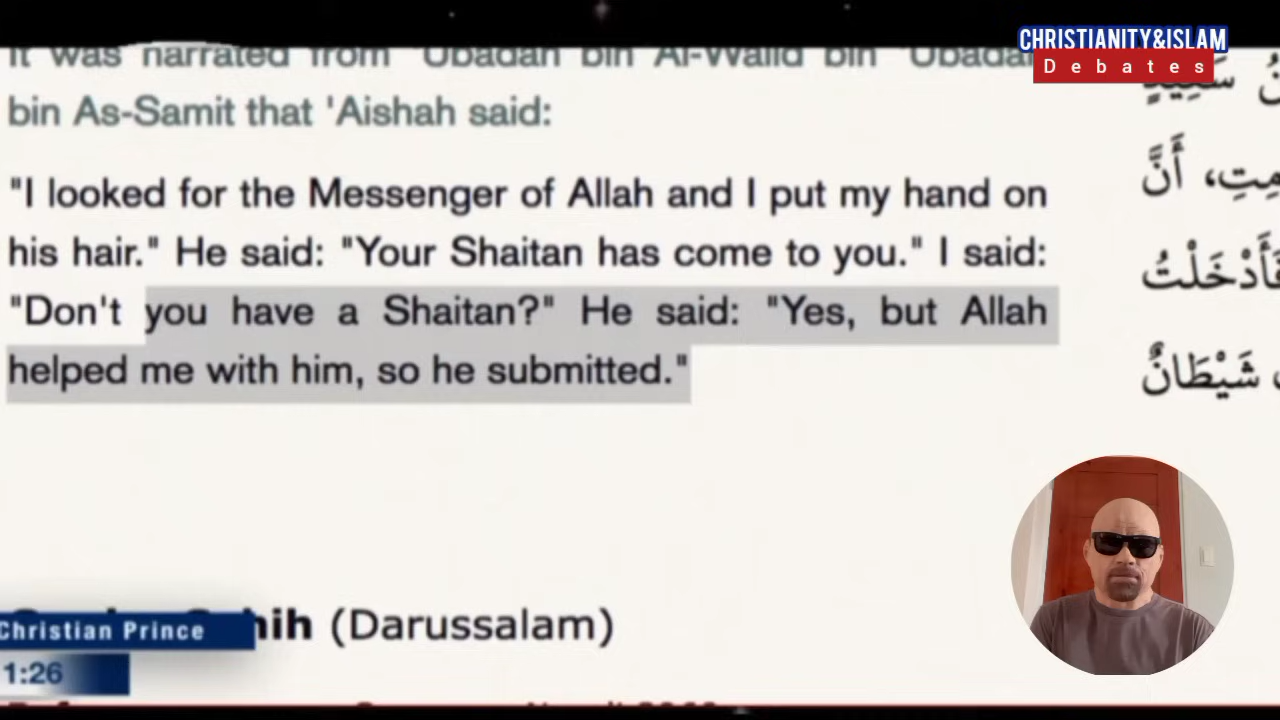 CHRISTIANITY&ISLAM
Debates
It was narrated from 'Ubadah bin Al-Walid bin 'Ubadah
bin As-Samit that 'Aishah said:
"I looked for the Messenger of Allah and I put my hand on
his hair." He said: "Your Shaitan has come to you." I said:
"Don't you have a Shaitan?" He said: "Yes, but Allah
helped me with him, so he submitted."
أَنَّ
فَأَدْخَلْتُ
شَيْطَانٌ
(Darussalam)
Christian Prince
1:26